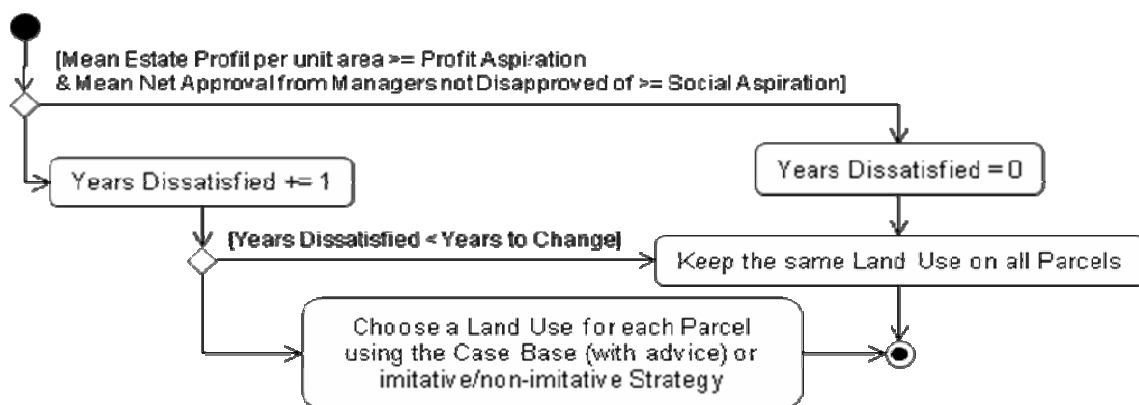 [Mean Estate Profit per unit area >= Profit Aspiration
& Mean Net Approval from Managers not Disapproved of >= Social Aspiration]
Years Dissatisfied += 1
Years Dissatisfied = 0
[Years Dissatisfied < Years to Change]
Keep the same Land Use on all Parcels
Choose a Land Use for each Parcel
using the Case Base (with advice) or
imitative/non-imitative Strategy